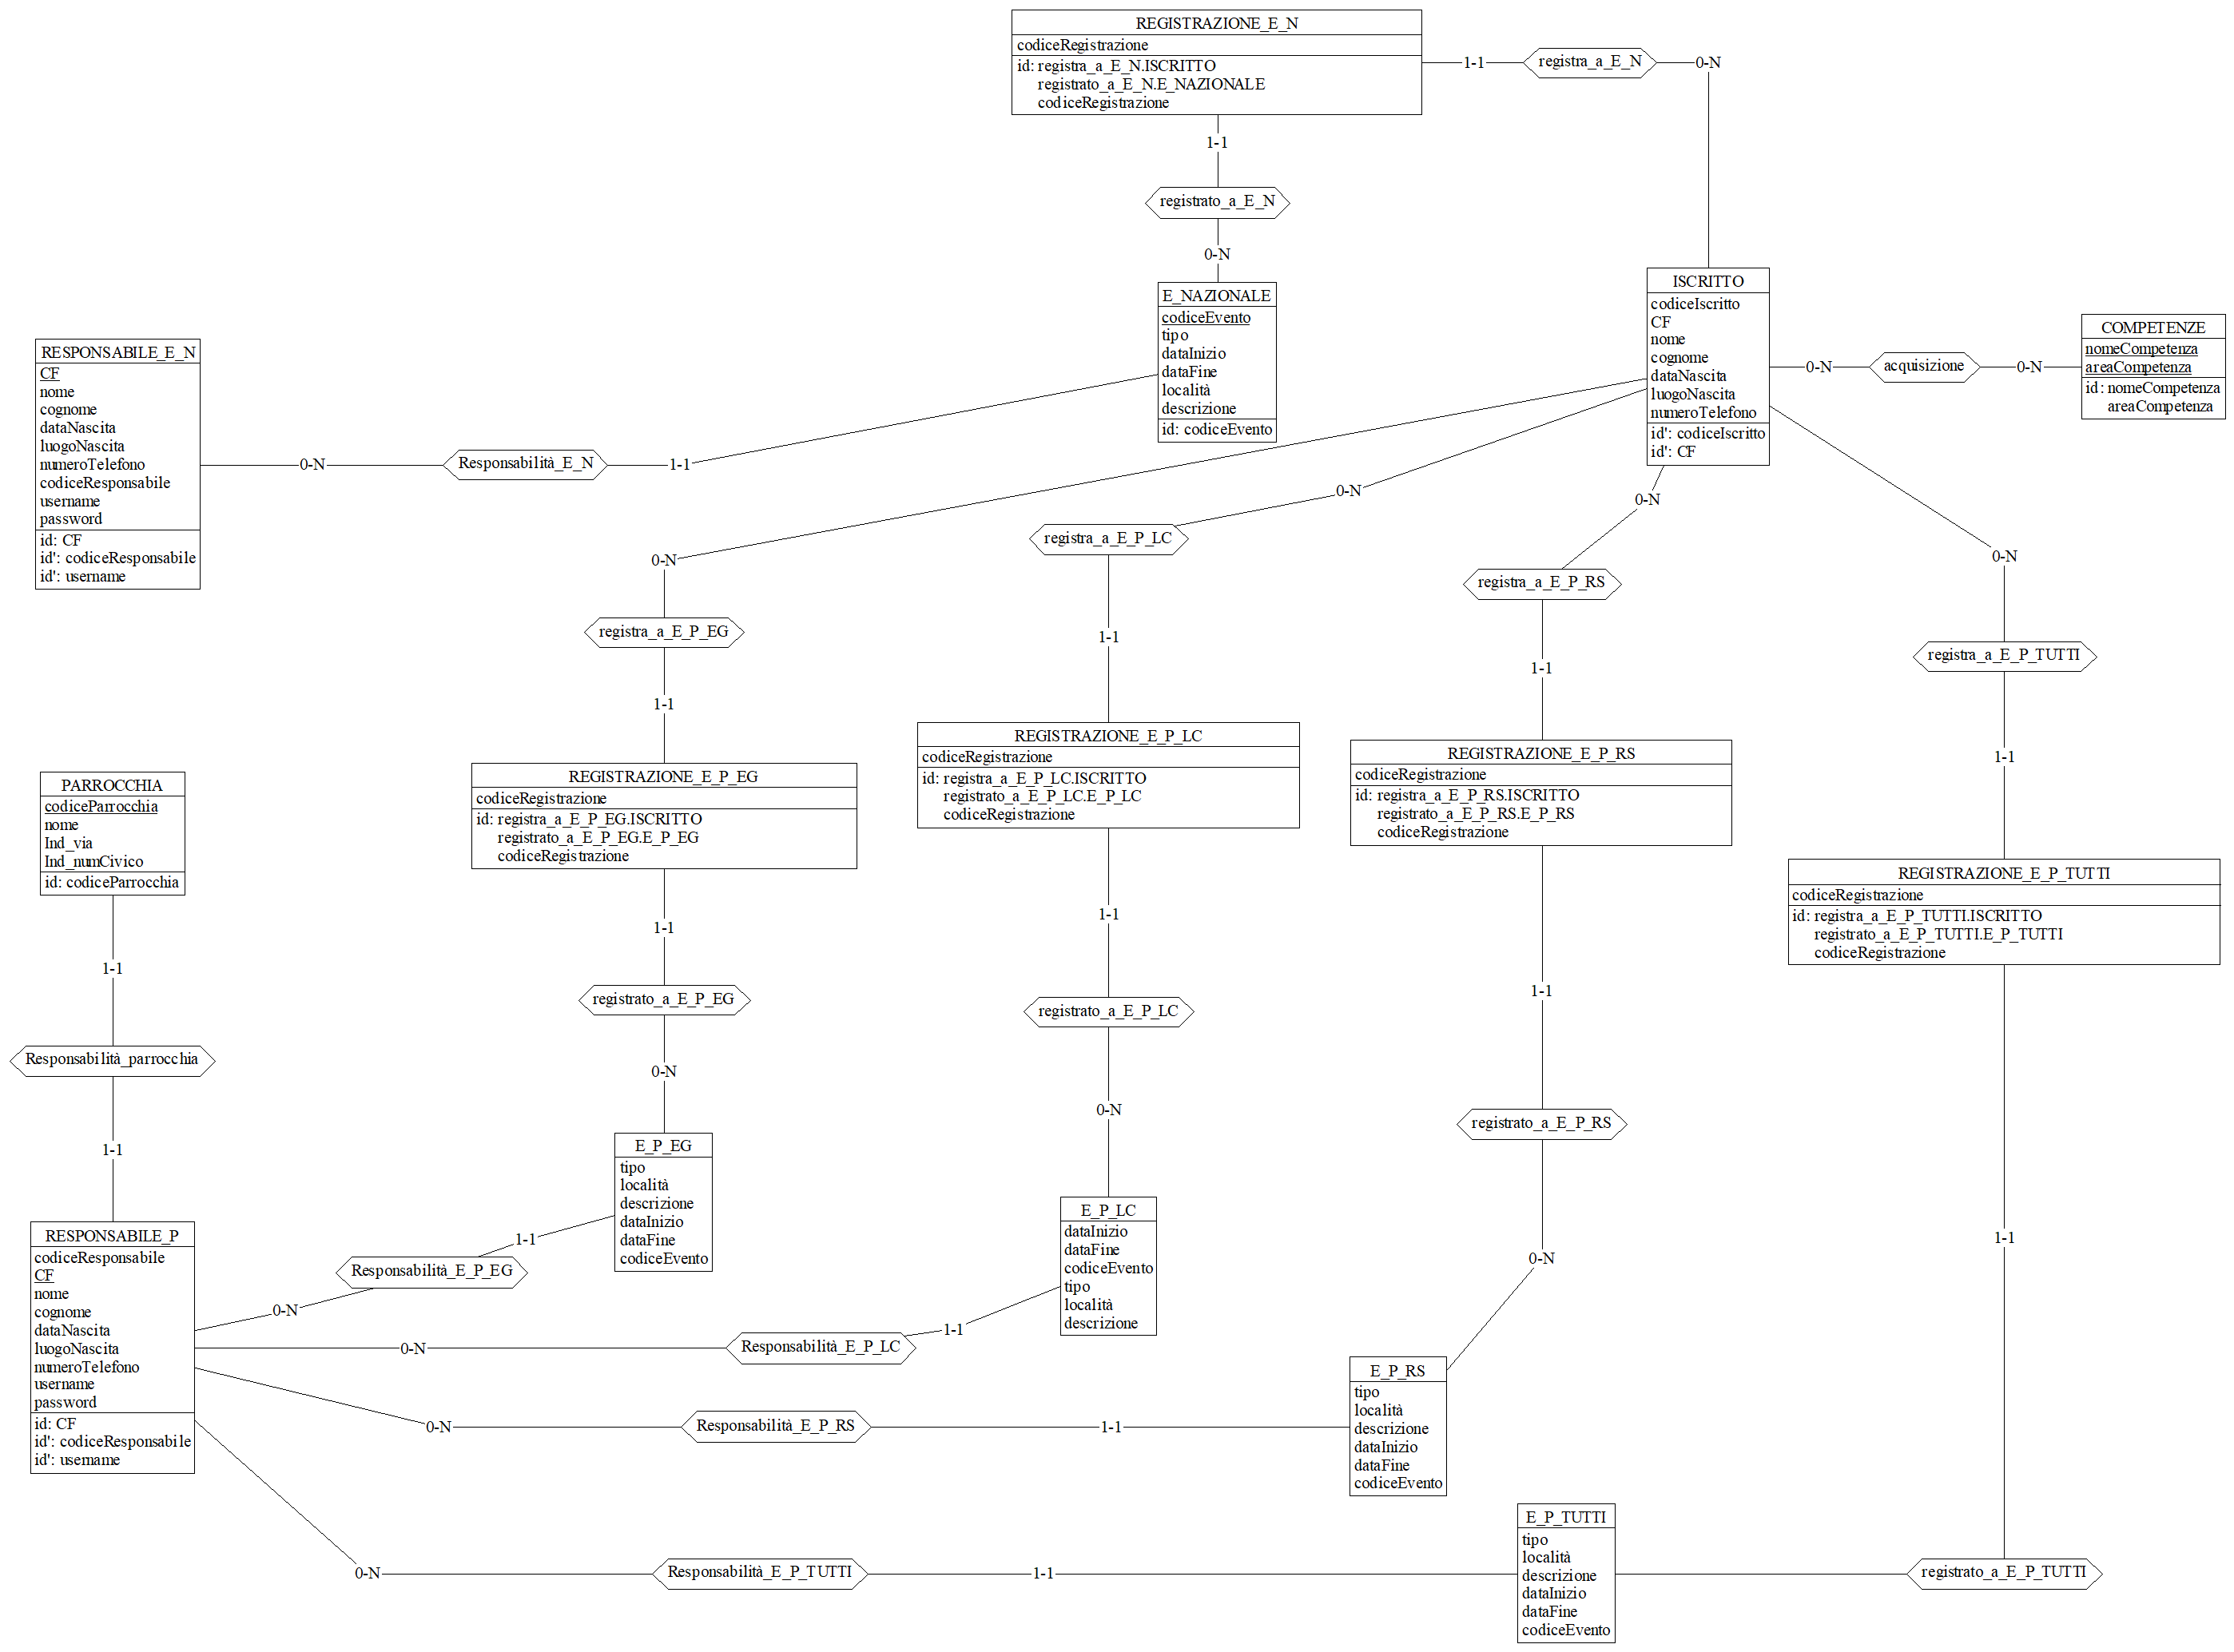 REGISTRAZIONE_E_N
codiceRegistrazione
id: registra_a_E_N.ISCRITTO
registrato_a_E_N.E_NAZIONALE
codiceRegistrazione
1-1
registra_a_E_N
0-N
1-1
registrato_a_E_N
0-N
E_NAZIONALE
codiceEvento
tipo
dataInizio
dataFine
località
descrizione
id: codiceEvento
ISCRITTO
codiceIscritto
CF
nome
cognome
dataNascita
luogoNascita
numeroTelefono
id': codiceIscritto
id': CF
0-N
acquisizione
0-N
COMPETENZE
nomeCompetenza
areaCompetenza
id: nomeCompetenza
areaCompetenza
RESPONSABILE_E_N
CF
nome
cognome
dataNascita
luogoNascita
numeroTelefono
codiceResponsabile
username
password
id: CF
id': codiceResponsabile
id': username
0-N
Responsabilità_E_N
1-1
0-N
registra_a_E_P_EG
1-1
0-N
registra_a_E_P_LC
1-1
0-N
registra_a_E_P_RS
1-1
0-N
registra_a_E_P_TUTTI
1-1
REGISTRAZIONE_E_P_EG
codiceRegistrazione
id: registra_a_E_P_EG.ISCRITTO
registrato_a_E_P_EG.E_P_EG
codiceRegistrazione
REGISTRAZIONE_E_P_LC
codiceRegistrazione
id: registra_a_E_P_LC.ISCRITTO
registrato_a_E_P_LC.E_P_LC
codiceRegistrazione
REGISTRAZIONE_E_P_RS
codiceRegistrazione
id: registra_a_E_P_RS.ISCRITTO
registrato_a_E_P_RS.E_P_RS
codiceRegistrazione
REGISTRAZIONE_E_P_TUTTI
codiceRegistrazione
id: registra_a_E_P_TUTTI.ISCRITTO
registrato_a_E_P_TUTTI.E_P_TUTTI
codiceRegistrazione
PARROCCHIA
codiceParrocchia
nome
Ind_via
Ind_numCivico
id: codiceParrocchia
1-1
Responsabilità_parrocchia
1-1
1-1
registrato_a_E_P_EG
0-N
1-1
registrato_a_E_P_LC
0-N
1-1
registrato_a_E_P_RS
0-N
1-1
registrato_a_E_P_TUTTI
E_P_EG
tipo
località
descrizione
dataInizio
dataFine
codiceEvento
E_P_LC
dataInizio
dataFine
codiceEvento
tipo
località
descrizione
RESPONSABILE_P
codiceResponsabile
CF
nome
cognome
dataNascita
luogoNascita
numeroTelefono
username
password
id: CF
id': codiceResponsabile
id': username
0-N
Responsabilità_E_P_EG
1-1
0-N
Responsabilità_E_P_LC
1-1
0-N
Responsabilità_E_P_RS
1-1
E_P_RS
tipo
località
descrizione
dataInizio
dataFine
codiceEvento
0-N
Responsabilità_E_P_TUTTI
1-1
E_P_TUTTI
tipo
località
descrizione
dataInizio
dataFine
codiceEvento